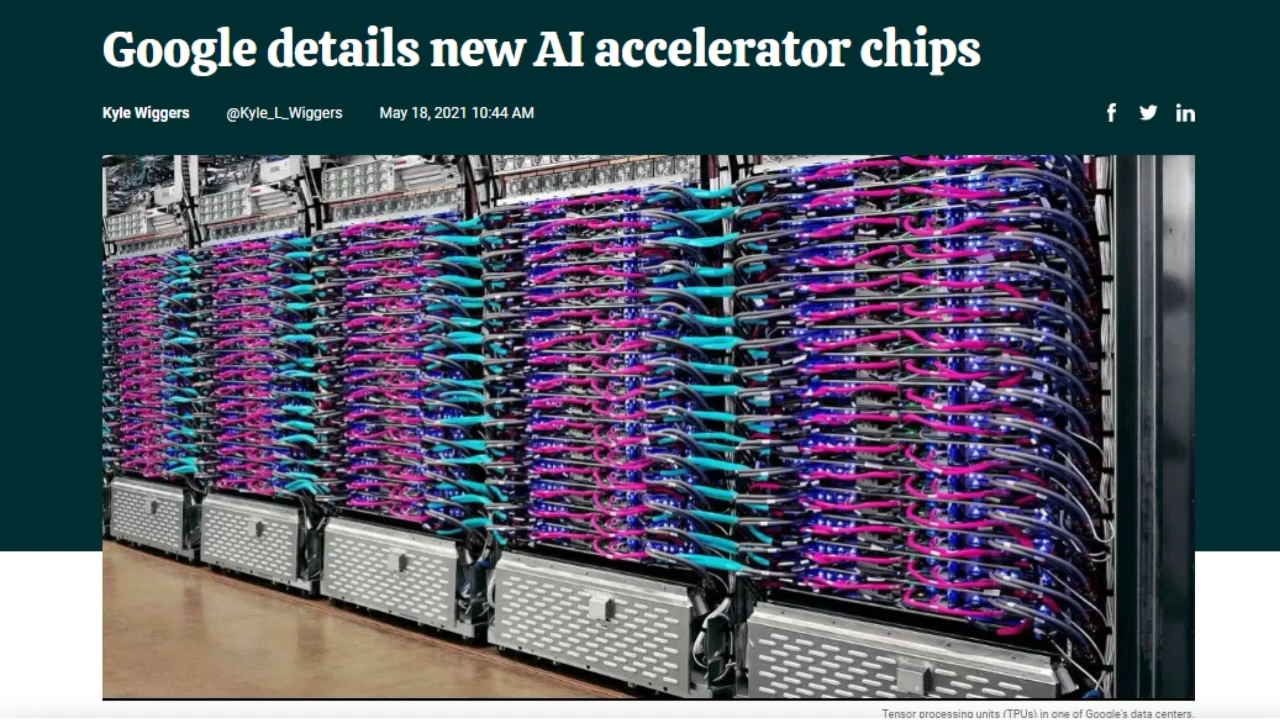 Google details new AI accelerator chips
Kyle Wiggers @Kyle_L_Wiggers May 18, 2021 10:44 AM
Tensor processing units (TPUs) in one of Google's data centers.